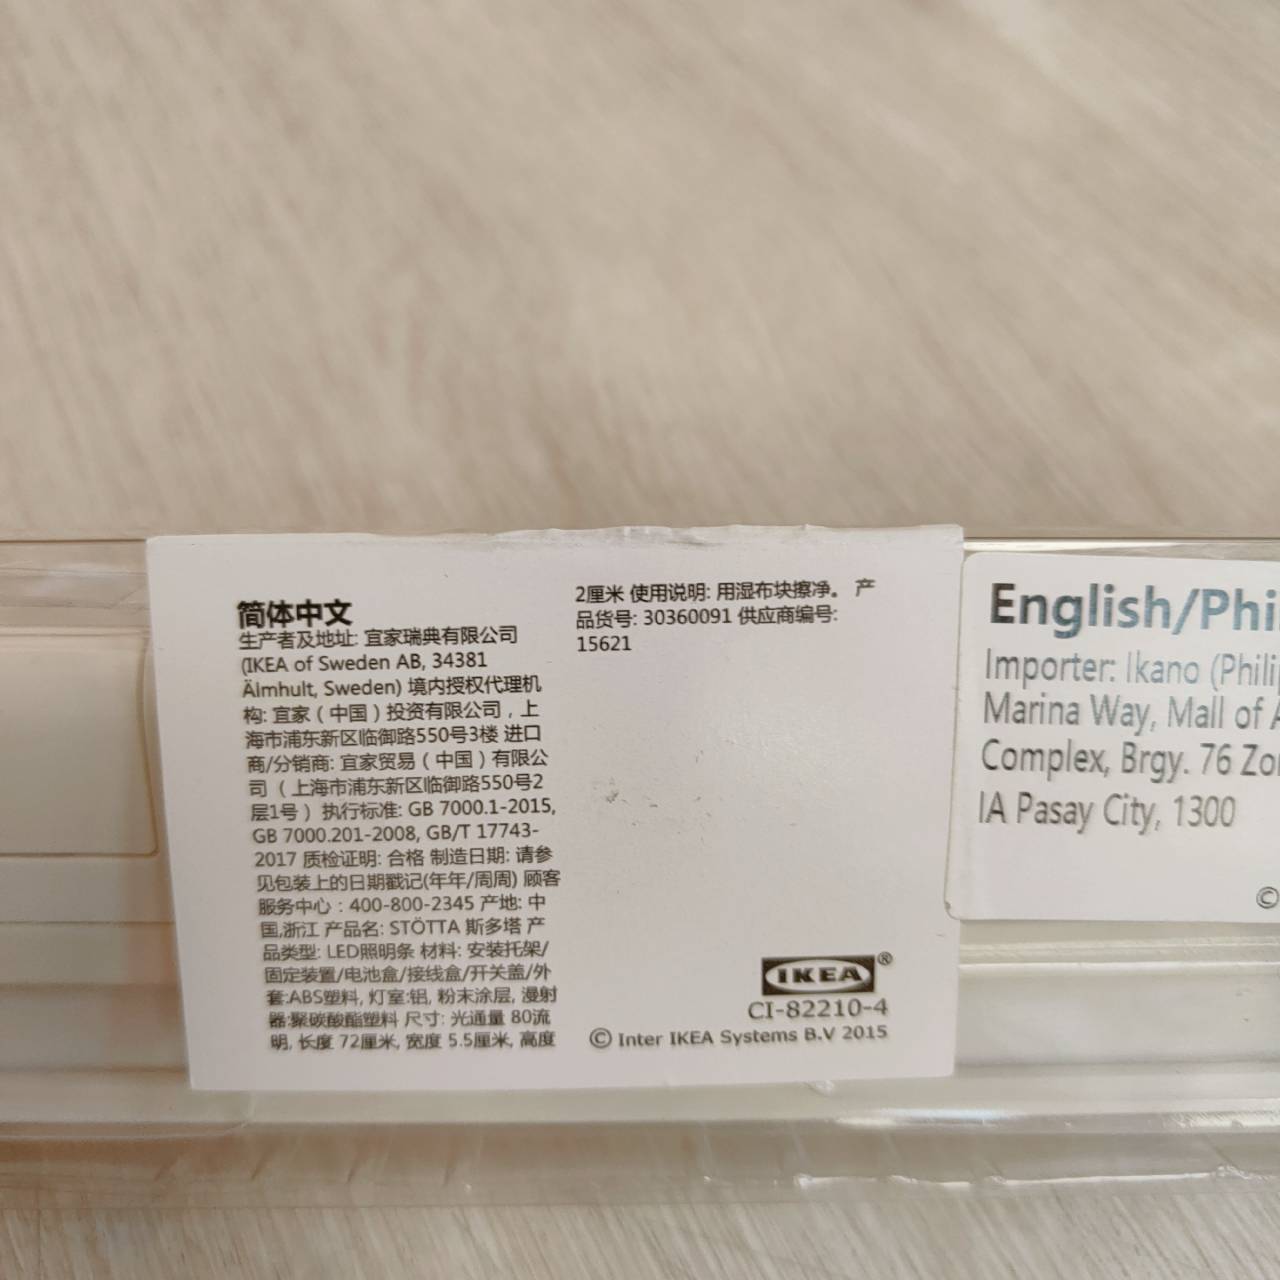 简体中文
生产者及地址: 宜家瑞典有限公司
(IKEA of Sweden AB, 34381
Älmhult, Sweden) 境内授权代理机
构: 宜家（中国）投资有限公司，上
海市浦东新区临御路550号3楼 进口
商/分销商: 宜家贸易（中国）有限公
司（上海市浦东新区临御路550号2
层1号）执行标准: GB 7000.1-2015,
GB 7000.201-2008, GB/T 17743-
2017 质检证明: 合格 制造日期: 请参
见包装上的日期戳记(年年/周周) 顾客
服务中心：400-800-2345 产地: 中
国,浙江 产品名: STÖTTA 斯多塔 产
品类型: LED照明条 材料: 安装托架/
固定装置/电池盒/接线盒/开关盖/外
套:ABS塑料, 灯室:铝, 粉末涂层, 漫射
器:聚碳酸酯塑料 尺寸: 光通量 80流
明, 长度 72厘米, 宽度 5.5厘米, 高度
2厘米 使用说明: 用湿布块擦净。 产
品货号: 30360091 供应商编号:
15621
IKEA®
CI-82210-4
© Inter IKEA Systems B.V 2015
English/Phi
Importer: Ikano (Phili
Marina Way, Mall of A
Complex, Brgy. 76 Zo
IA Pasay City, 1300
©